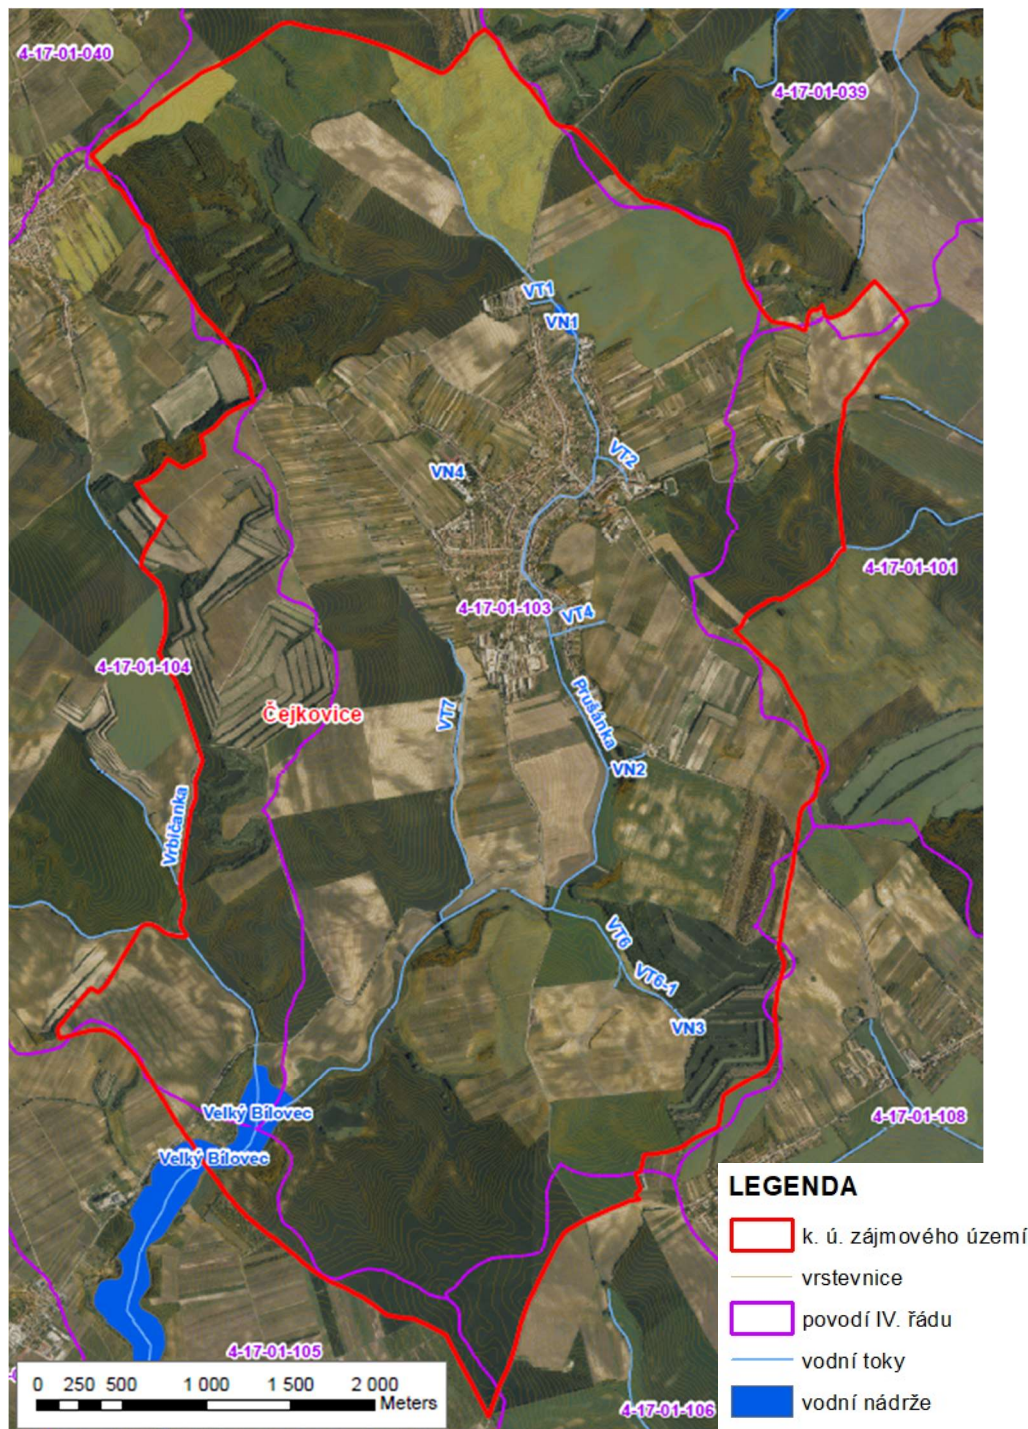 4-17-01-040
4-17-01-039
VT1
VN1
VT2
VN4
4-17-01-101
4-17-01-103
VT4
4-17-01-104
Čejkovice
VT7
Prušánka
VN2
Vrbičanka
VT6
VT6-1
VN3
Velký Bílovec
4-17-01-108
Velký Bílovec
LEGENDA
k. ú. zájmového území
vrstevnice
povodí IV. řádu
vodní toky
vodní nádrže
4-17-01-105
0 250 500 1 000 1 500 2 000
Meters
4-17-01-106